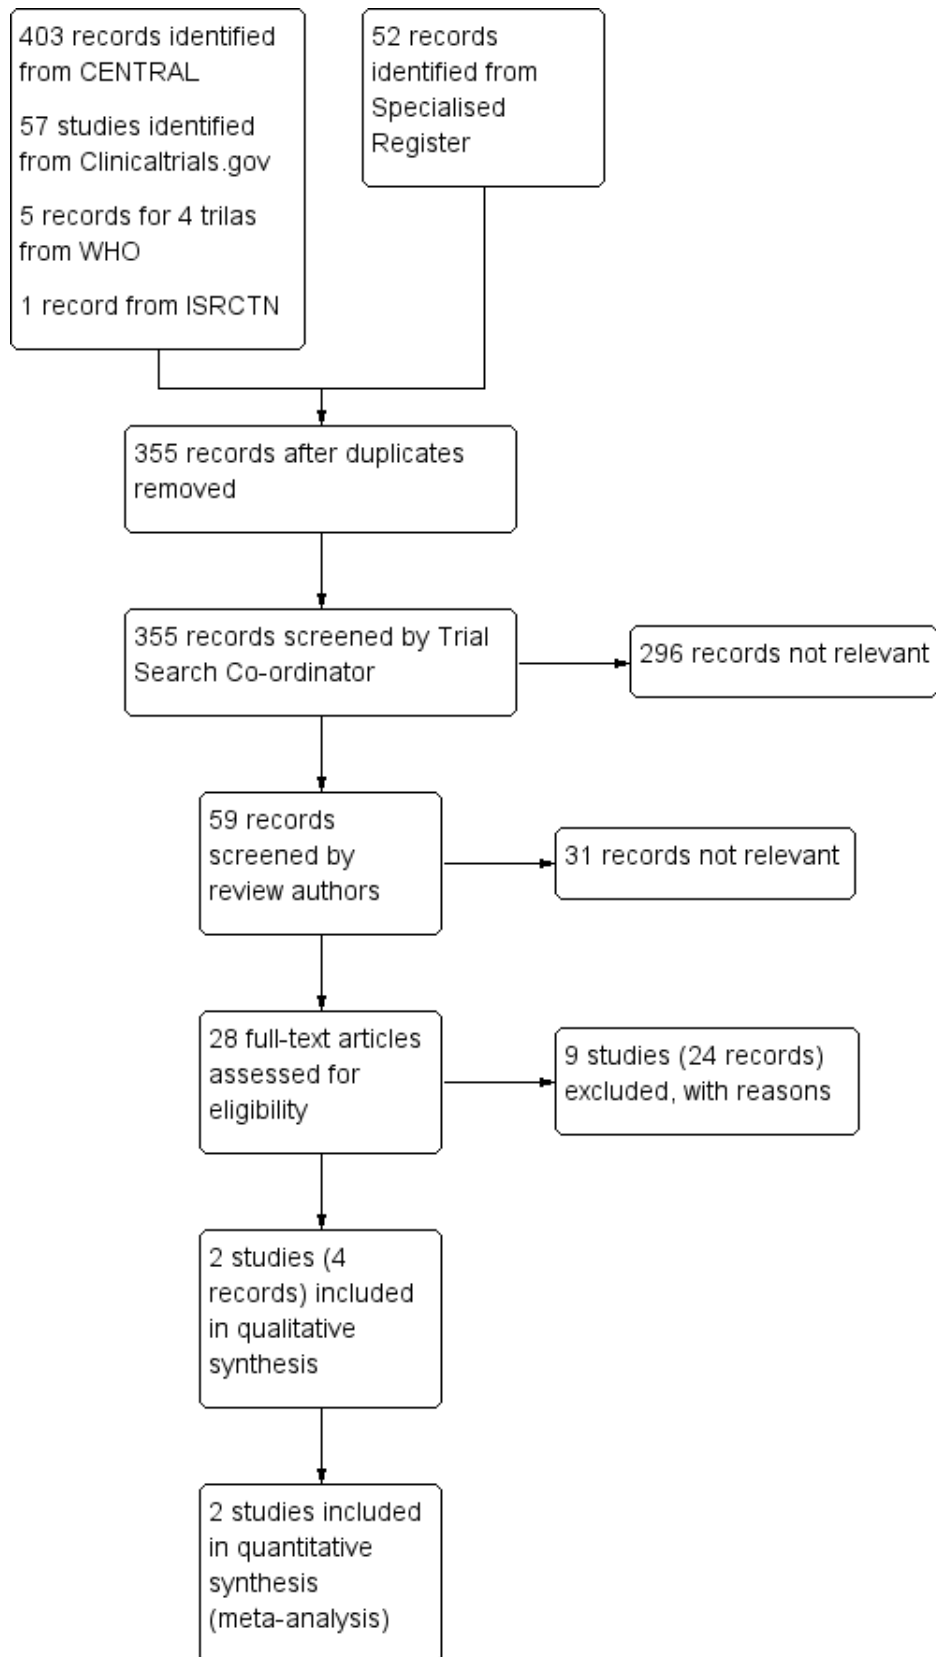 403 records identified
from CENTRAL
57 studies identified
from Clinicaltrials.gov
5 records for 4 trilas
from WHO
1 record from ISRCTN
52 records
identified from
Specialised
Register
355 records after duplicates
removed
355 records screened by Trial
Search Co-ordinator
296 records not relevant
59 records
screened by
review authors
31 records not relevant
28 full-text articles
assessed for
eligibility
9 studies (24 records)
excluded, with reasons
2 studies (4
records) included
in qualitative
synthesis
2 studies included
in quantitative
synthesis
(meta-analysis)